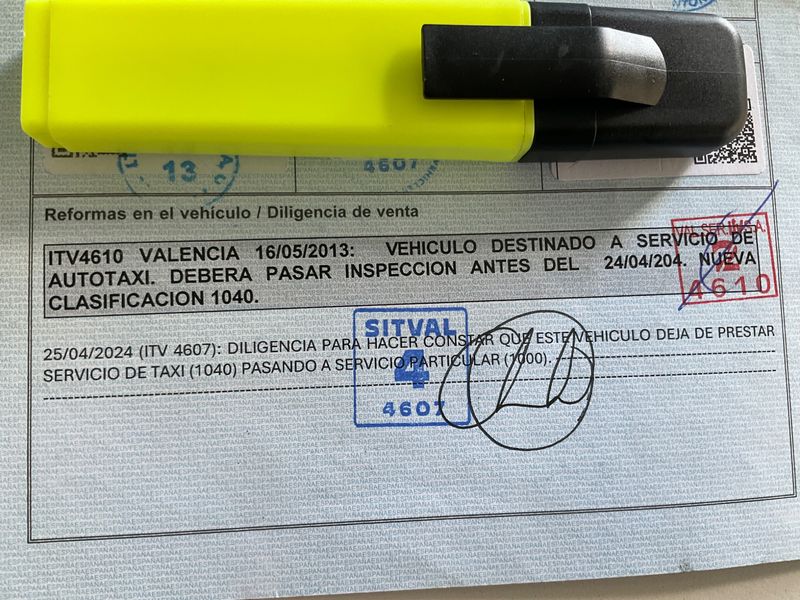 13
4607
Reformas en el vehículo / Diligencia de venta
ITV4610 VALENCIA 16/05/2013: VEHICULO DESTINADO A SERVICIO DE
AUTOTAXI. DEBERA PASAR INSPECCION ANTES DEL 24/04/204. NUEVA
CLASIFICACION 1040.
VALSER IVSA.
2
4610
SITVAL
4
4607
25/04/2024 (ITV 4607): DILIGENCIA PARA HACER CONSTAR QUE ESTE VEHICULO DEJA DE PRESTAR
SERVICIO DE TAXI (1040) PASANDO A SERVICIO PARTICULAR (1000).